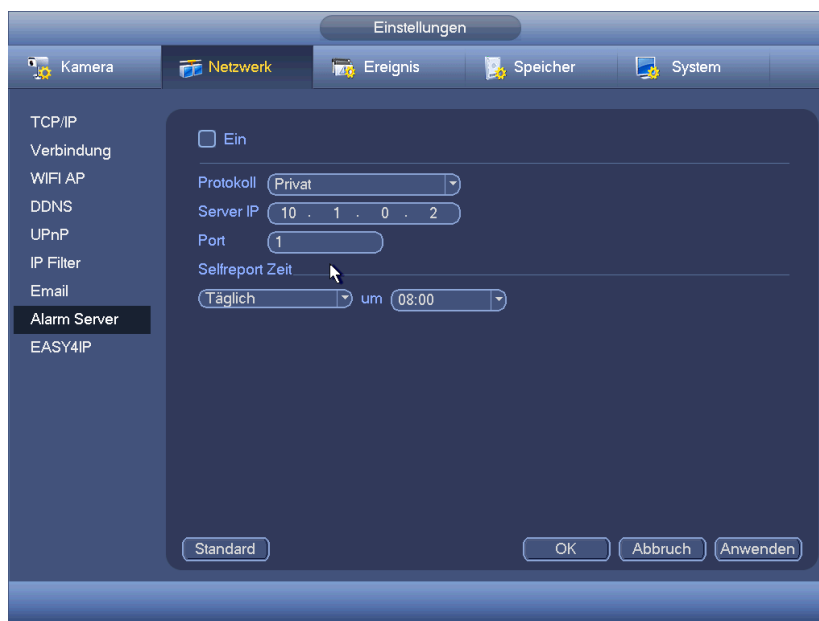 Einstellungen
Kamera Netzwerk Ereignis Speicher System
TCP/IP
Verbindung
WIFI AP
DDNS
UPnP
IP Filter
Email
Alarm Server
EASY4IP
Ein
Protokoll Privat
Server IP 10 . 1 . 0 . 2
Port 1
Selfreport Zeit
Täglich um 08:00
Standard OK Abbruch Anwenden